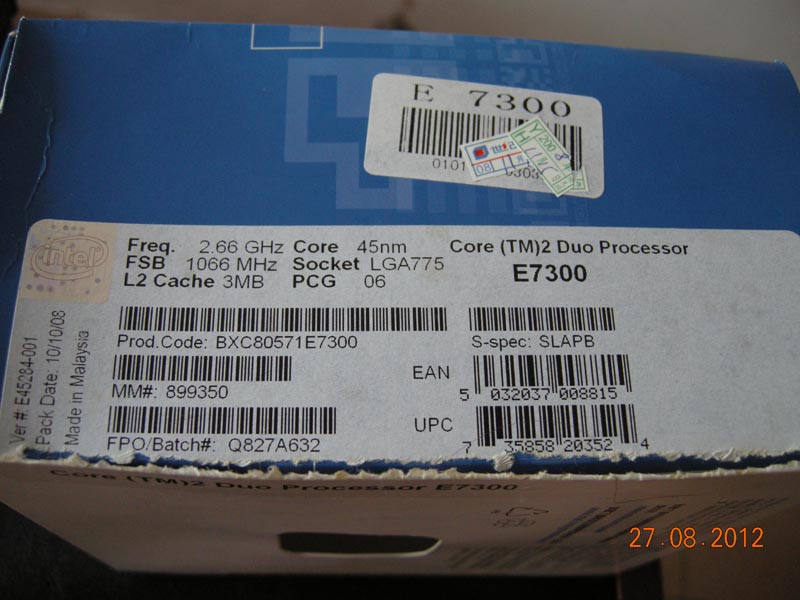 E 7300
0101
2008
08
intel
Freq. 2.66 GHz Core 45nm
FSB 1066 MHz Socket LGA775
L2 Cache 3MB PCG 06
Core (TM)2 Duo Processor
E7300
Prod.Code: BXC80571E7300
S-spec: SLAPB
MM#: 899350
EAN
5 032037 008815
FPO/Batch#: Q827A632
UPC
7 35858 20352 4
Ver #: E45284-001
Pack Date: 10/10/08
Made in Malaysia
Core (TM)2 Duo Processor E7300
27.08.2012